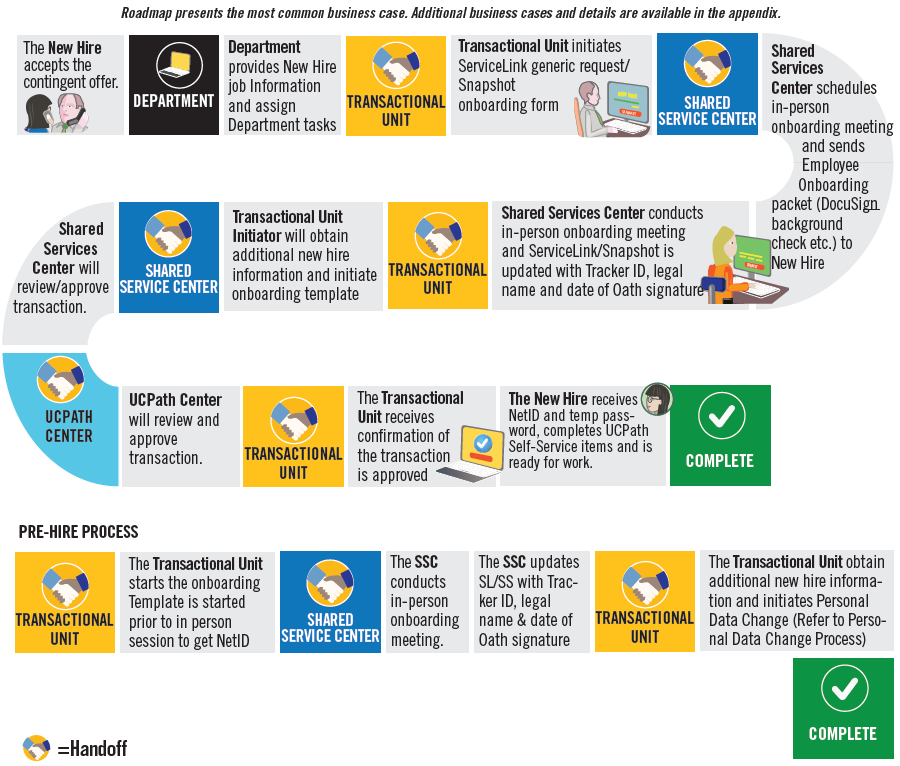 Roadmap presents the most common business case. Additional business cases and details are available in the appendix.
The New Hire
accepts the
contingent offer.
DEPARTMENT
Department
provides New Hire
job Information
and assign
Department tasks
TRANSACTIONAL
UNIT
Transactional Unit initiates
ServiceLink generic request/
Snapshot
onboarding form
SHARED
SERVICE CENTER
Shared
Services
Center schedules
in-person
onboarding meeting
and sends
Employee
Onboarding
packet (DocuSign
background
check etc.) to
New Hire
Shared
Services
Center will
review/approve
transaction.
SHARED
SERVICE CENTER
Transactional Unit
Initiator will obtain
additional new hire
information and initiate
onboarding template
TRANSACTIONAL
UNIT
Shared Services Center conducts
in-person onboarding meeting
and ServiceLink/Snapshot is
updated with Tracker ID, legal
name and date of Oath signature
UCPATH
CENTER
UCPath Center
will review and
approve
transaction.
TRANSACTIONAL
UNIT
The Transactional
Unit receives
confirmation of
the transaction
is approved
The New Hire receives
NetID and temp pass-
word, completes UCPath
Self-Service items and is
ready for work.
COMPLETE
PRE-HIRE PROCESS
TRANSACTIONAL
UNIT
The Transactional Unit
starts the onboarding
Template is started
prior to in person
session to get NetID
SHARED
SERVICE CENTER
The SSC
conducts
in-person
onboarding
meeting.
The SSC updates
SL/SS with Trac-
ker ID, legal
name & date of
Oath signature
TRANSACTIONAL
UNIT
The Transactional Unit obtain
additional new hire informa-
tion and initiates Personal
Data Change (Refer to Perso-
nal Data Change Process)
COMPLETE
=Handoff